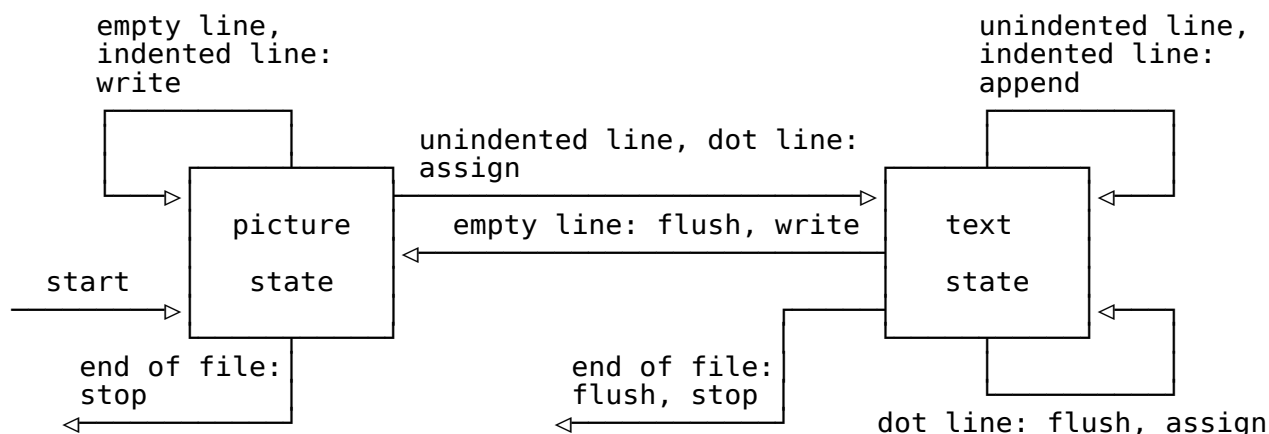 empty line,
indented line:
write
unindented line,
indented line:
append
unindented line, dot line:
assign
picture
state
empty line: flush, write
text
state
start
end of file:
stop
end of file:
flush, stop
dot line: flush, assign